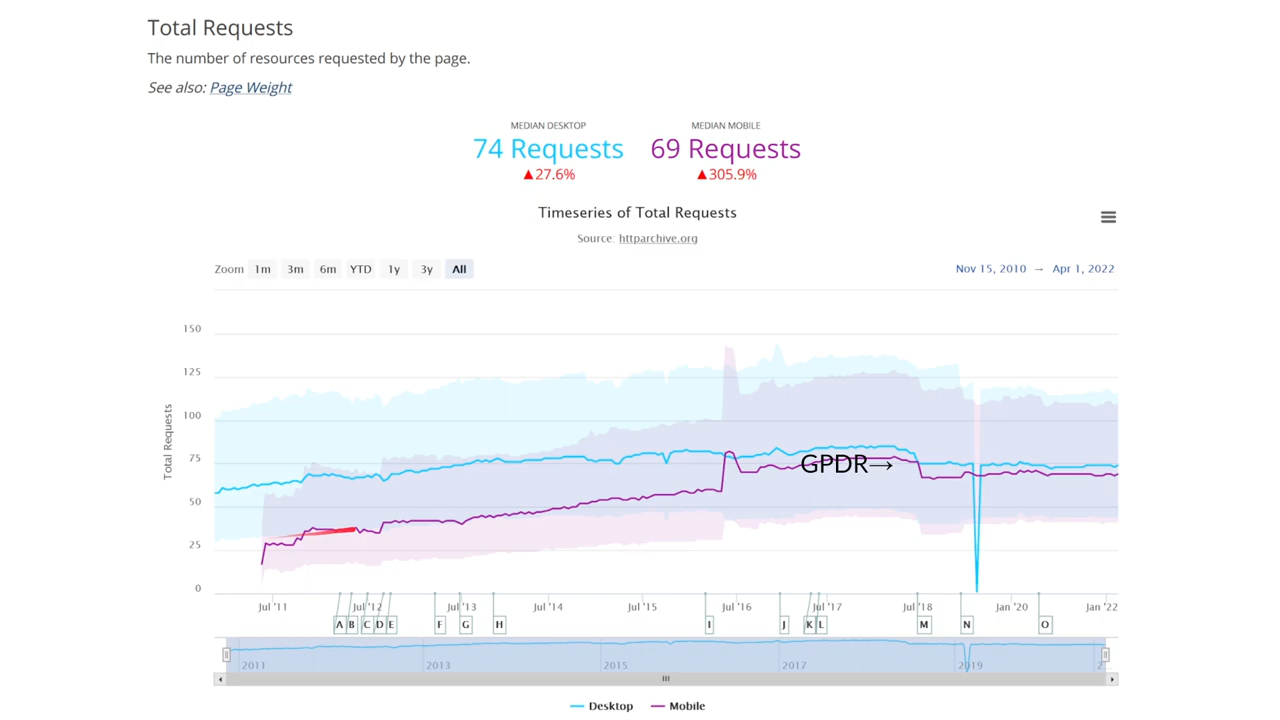 Total Requests
The number of resources requested by the page.
See also: Page Weight
MEDIAN DESKTOP
74 Requests
▲27.6%
MEDIAN MOBILE
69 Requests
▲305.9%
Timeseries of Total Requests
Source: httparchive.org
Zoom 1m 3m 6m YTD 1y 3y All
Nov 15, 2010 → Apr 1, 2022
Total Requests
150
125
100
75
50
25
0
GPDR→
Jul '11 Jul '12 Jul '13 Jul '14 Jul '15 Jul '16 Jul '17 Jul '18 Jan '20 Jan '22
A B C D E F G H I J K L M N O
2011 2013 2015 2017 2019
Desktop Mobile